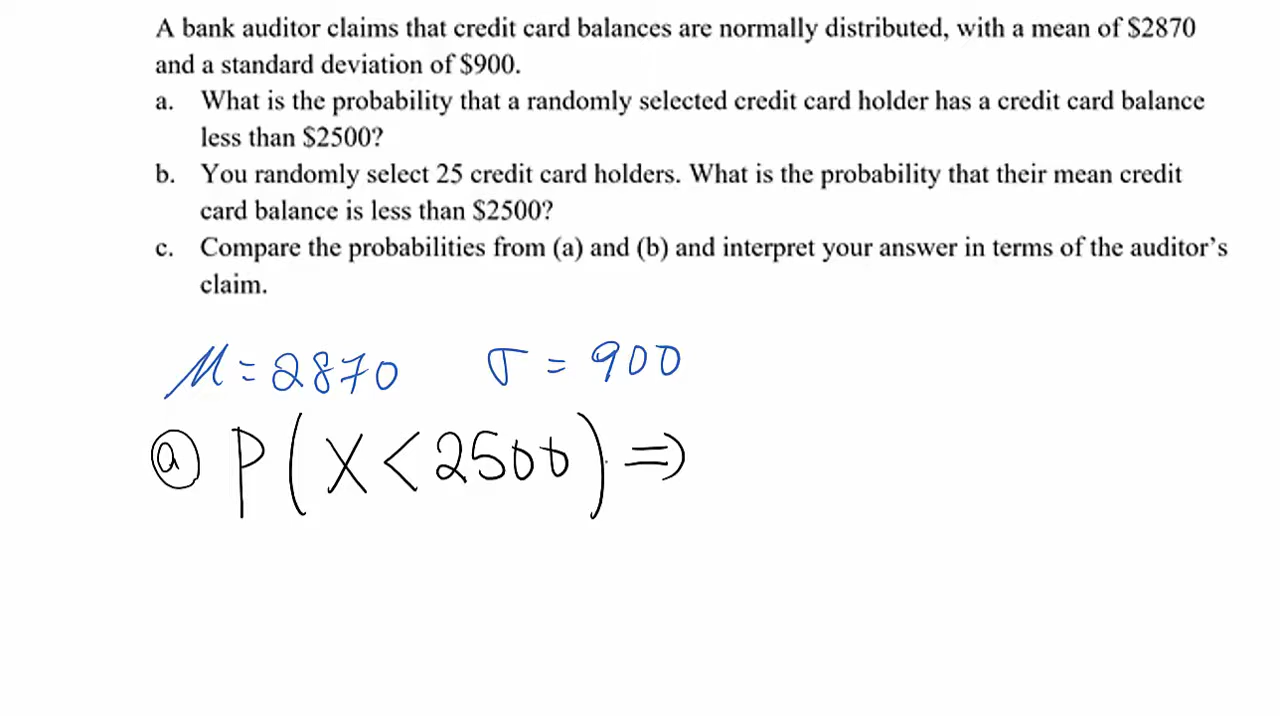 A bank auditor claims that credit card balances are normally distributed, with a mean of $2870
and a standard deviation of $900.
a. What is the probability that a randomly selected credit card holder has a credit card balance
less than $2500?
b. You randomly select 25 credit card holders. What is the probability that their mean credit
card balance is less than $2500?
c. Compare the probabilities from (a) and (b) and interpret your answer in terms of the auditor’s
claim.
μ = 2870 σ = 900
ⓐ P(X < 2500) ⇒